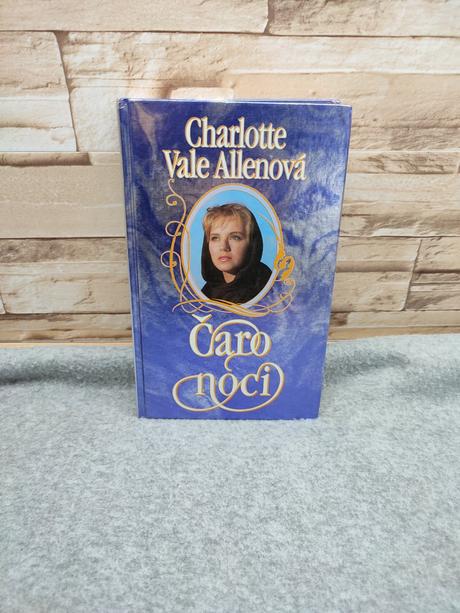 Charlotte
Vale Allenová
Čaro
noci